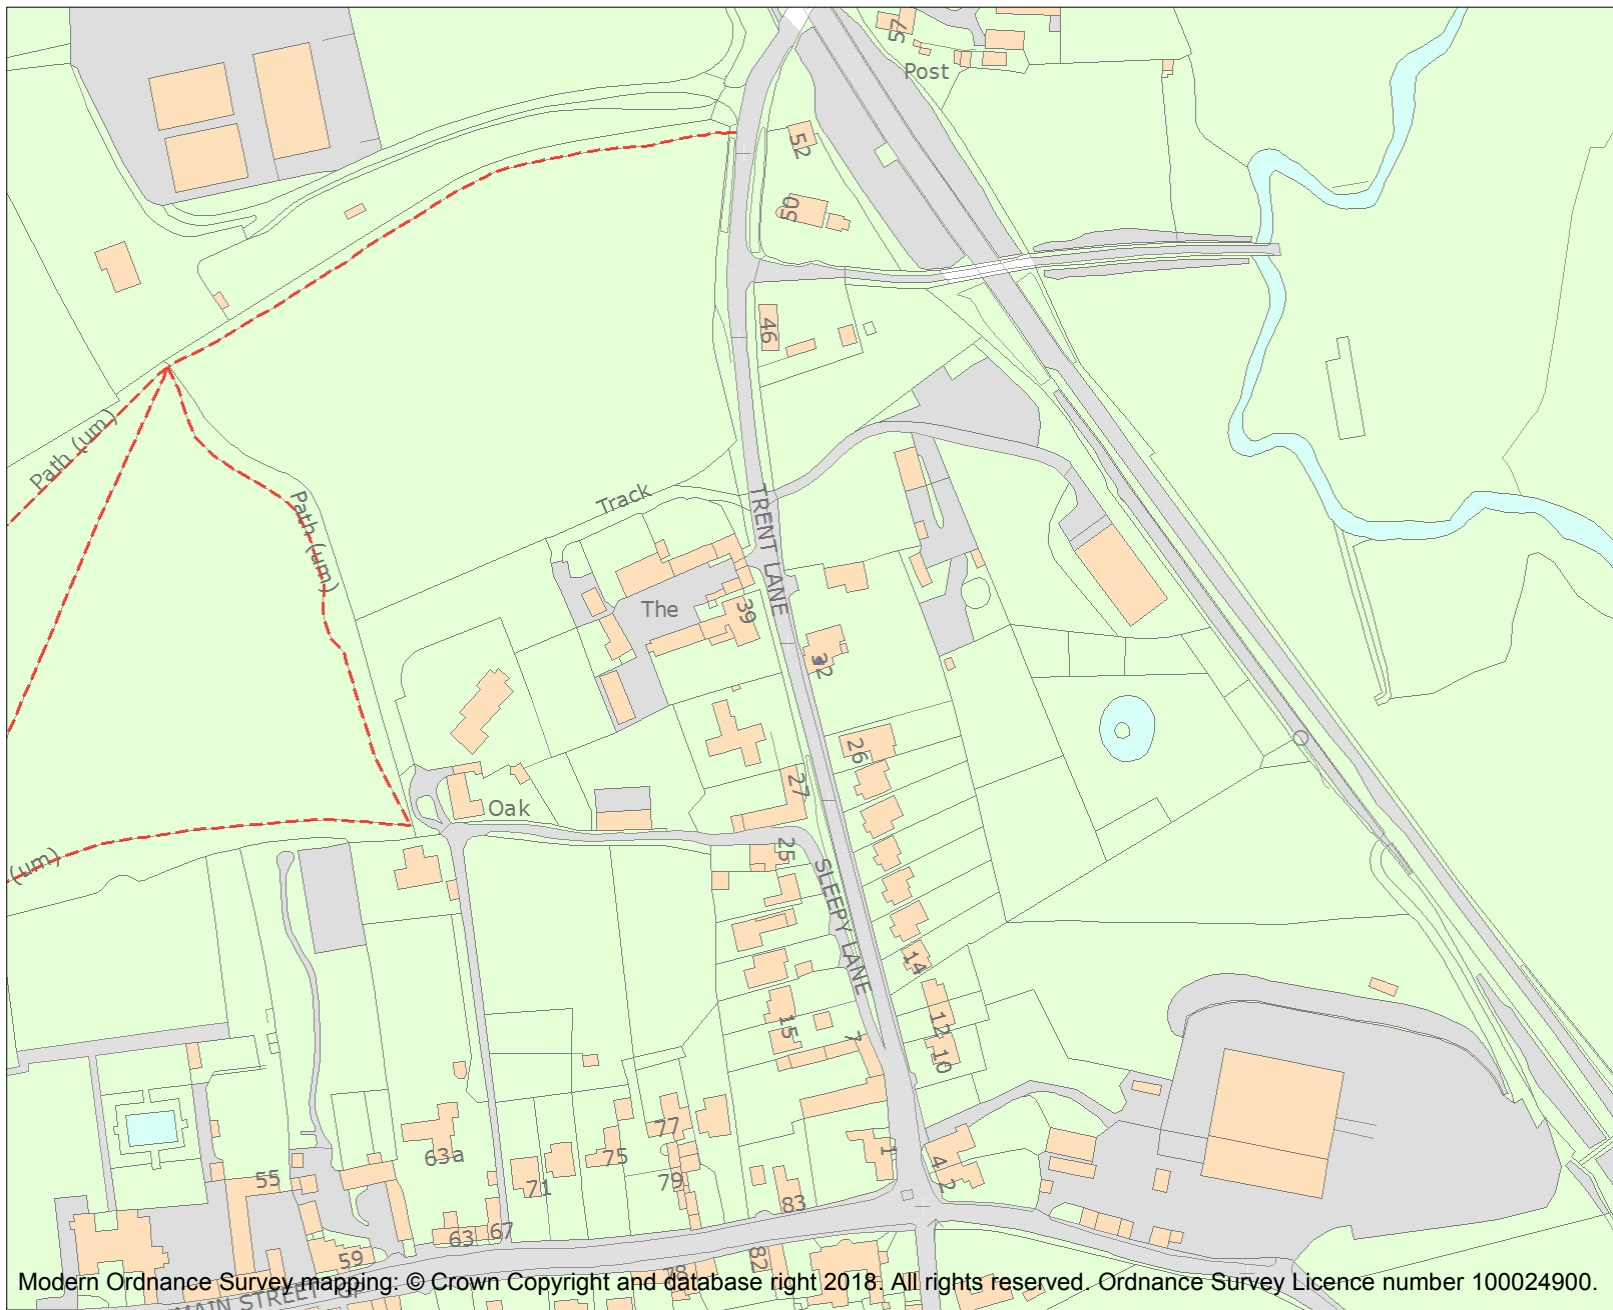 57
Post
52
50
46
Path (um)
Path (um)
Track
TRENT LANE
The
39
32
26
27
Oak
25
(um)
SLEEPY LANE
14
12
10
15
7
77
63a
75
71
79
55
1
4
2
83
63
67
59
82
78
MAIN STREET
GP
Modern Ordnance Survey mapping: © Crown Copyright and database right 2018. All rights reserved. Ordnance Survey Licence number 100024900.